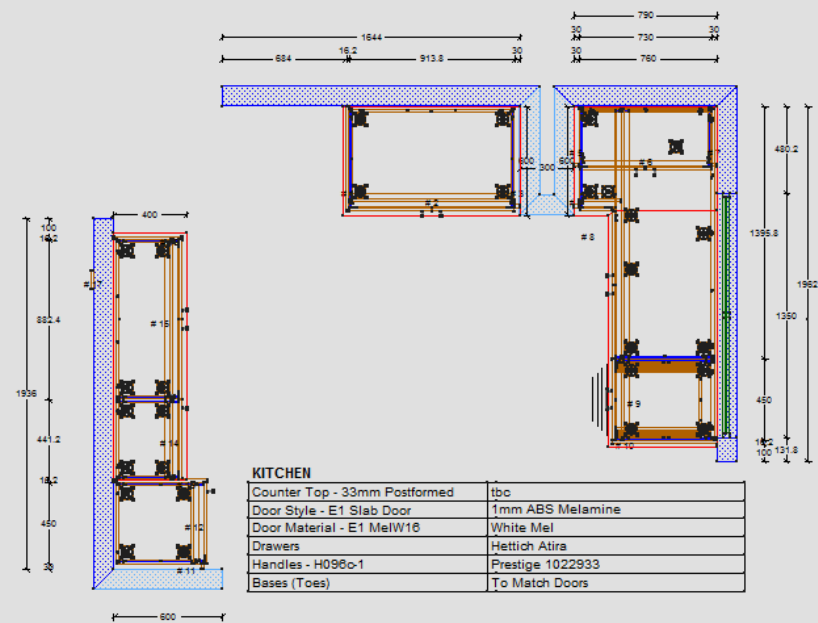 790
1644
30 730 30
684 16.2 913.8 30
30 760
600 300 600
# 6
480.2
# 2
400
100
# 8
16.2
1395.8
1962
# 15
882.4
1350
1936
# 9
450
441.2
# 14
16.2
# 10
100 131.8
16.2
KITCHEN
Counter Top - 33mm Postformed tbc
450
# 12
Door Style - E1 Slab Door 1mm ABS Melamine
Door Material - E1 MelW16 White Mel
Drawers Hettich Atira
30
# 11
Handles - H096c-1 Prestige 1022933
Bases (Toes) To Match Doors
600